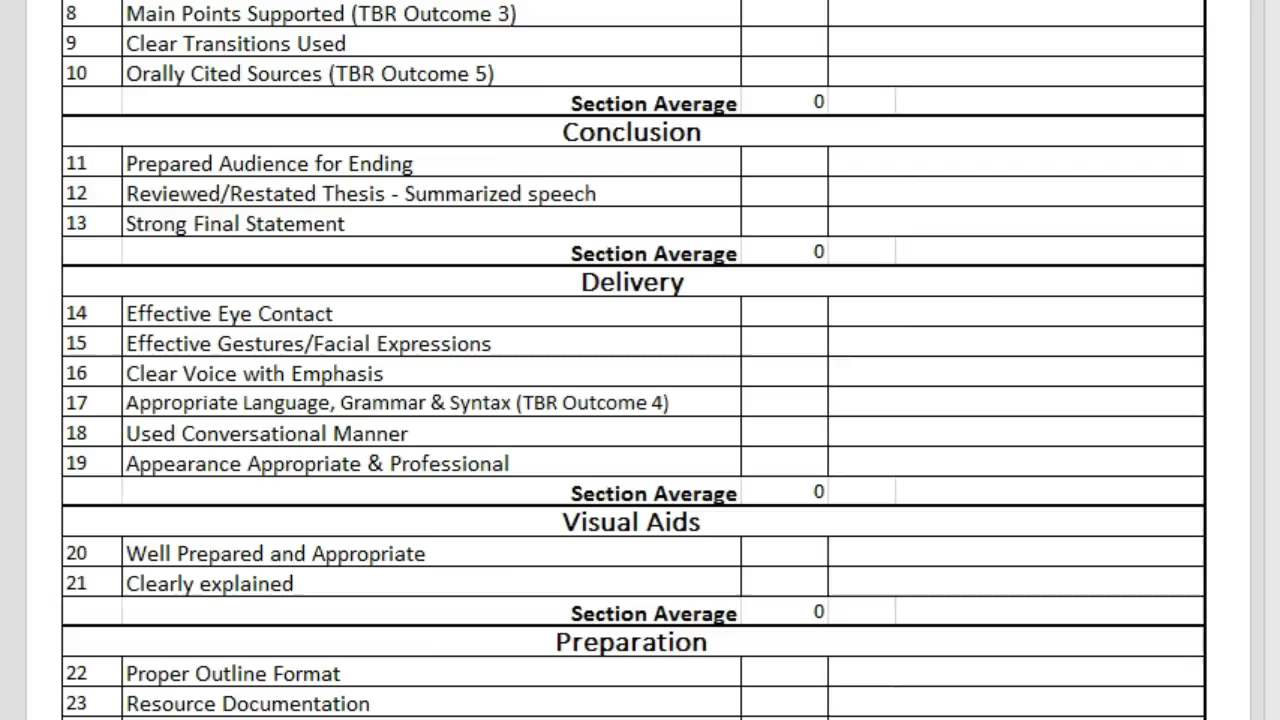 8 Main Points Supported (TBR Outcome 3)
9 Clear Transitions Used
10 Orally Cited Sources (TBR Outcome 5)
Section Average 0
Conclusion
11 Prepared Audience for Ending
12 Reviewed/Restated Thesis - Summarized speech
13 Strong Final Statement
Section Average 0
Delivery
14 Effective Eye Contact
15 Effective Gestures/Facial Expressions
16 Clear Voice with Emphasis
17 Appropriate Language, Grammar & Syntax (TBR Outcome 4)
18 Used Conversational Manner
19 Appearance Appropriate & Professional
Section Average 0
Visual Aids
20 Well Prepared and Appropriate
21 Clearly explained
Section Average 0
Preparation
22 Proper Outline Format
23 Resource Documentation